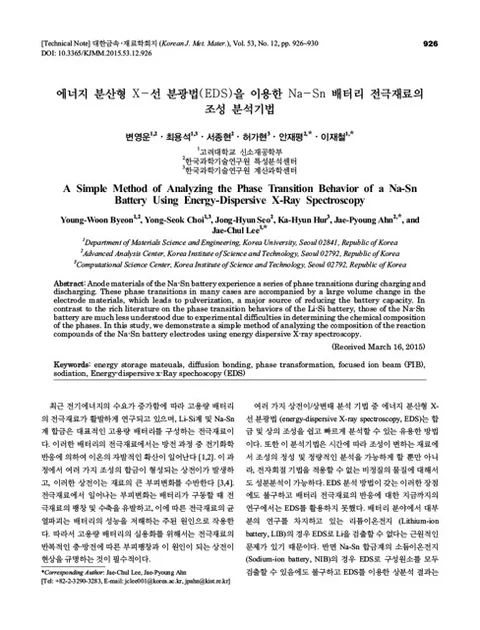 [Technical Note] 대한금속 · 재료학회지 (Korean J. Met. Mater.), Vol. 53, No. 12, pp. 926~930
926
DOI: 10.3365/KJMM.2015.53.12.926
에너지 분산형 X-선 분광법(EDS)을 이용한 Na-Sn 배터리 전극재료의
조성 분석기법
변영운1,2 · 최용석1,3 · 서종현2 · 허가현3 · 안재평2,* · 이재철1,*
1고려대학교 신소재공학부
2한국과학기술연구원 특성분석센터
3한국과학기술연구원 계산과학센터
A Simple Method of Analyzing the Phase Transition Behavior of a Na-Sn
Battery Using Energy-Dispersive X-Ray Spectroscopy
Young-Woon Byeon1,2, Yong-Seok Choi1,3, Jong-Hyun Seo2, Ka-Hyun Hur3, Jae-Pyoung Ahn2,*, and
Jae-Chul Lee1,*
1Department of Materials Science and Engineering, Korea University, Seoul 02841, Republic of Korea
2Advanced Analysis Center, Korea Institute of Science and Technology, Seoul 02792, Republic of Korea
3Computational Science Center, Korea Institute of Science and Technology, Seoul 02792, Republic of Korea
Abstract: Anode materials of the Na-Sn battery experience a series of phase transitions during charging and
discharging. These phase transitions in many cases are accompanied by a large volume change in the
electrode materials, which leads to pulverization, a major source of reducing the battery capacity. In
contrast to the rich literature on the phase transition behaviors of the Li-Si battery, those of the Na-Sn
battery are much less understood due to experimental difficulties in determining the chemical composition
of the phases. In this study, we demonstrate a simple method of analyzing the composition of the reaction
compounds of the Na-Sn battery electrodes using energy dispersive X-ray spectroscopy.
(Received March 16, 2015)
Keywords: energy storage mateuals, diffusion bonding, phase transformation, focused ion beam (FIB),
sodiation, Energy-dispersive x-Ray spechoscopy (EDS)
최근 전기에너지의 수요가 증가함에 따라 고용량 배터리
의 전극재료가 활발하게 연구되고 있으며, Li-Si계 및 Na-Sn
계 합금은 대표적인 고용량 배터리를 구성하는 전극재료이
다. 이러한 배터리의 전극재료에서는 방전 과정 중 전기화학
반응에 의하여 이온의 자발적인 확산이 일어난다 [1,2]. 이 과
정에서 여러 가지 조성의 합금이 형성되는 상전이가 발생하
고, 이러한 상전이는 재료의 큰 부피변화를 수반한다 [3,4].
전극재료에서 일어나는 부피변화는 배터리가 구동할 때 전
극재료의 팽창 및 수축을 유발하고, 이에 따른 전극재료의 균
열파괴는 배터리의 성능을 저해하는 주된 원인으로 작용한
다. 따라서 고용량 배터리의 실용화를 위해서는 전극재료의
반복적인 충·방전에 따른 부피팽창과 이 원인이 되는 상전이
현상을 규명하는 것이 필수적이다.
*Corresponding Author: Jae-Chul Lee, Jae-Pyoung Ahn
[Tel: +82-2-3290-3283, E-mail: jclee001@korea.ac.kr, jpahn@kist.re.kr]
여러 가지 상전이/상변태 분석 기법 중 에너지 분산형 X-
선 분광법 (energy-dispersive X-ray spectroscopy, EDS)는 합
금 및 상의 조성을 쉽고 빠르게 분석할 수 있는 유용한 방법
이다. 또한 이 분석기법은 시간에 따라 조성이 변하는 재료에
서 조성의 정성 및 정량적인 분석을 가능하게 할 뿐만 아니
라, 전자회절 기법을 적용할 수 없는 비정질의 물질에 대해서
도 성분분석이 가능하다. EDS 분석 방법이 갖는 이러한 장점
에도 불구하고 배터리 전극재료의 반응에 대한 지금까지의
연구에서는 EDS를 활용하지 못했다. 배터리 분야에서 대부
분의 연구를 차지하고 있는 리튬이온전지 (Lithium-ion
battery, LIB)의 경우 EDS로 Li을 검출할 수 없다는 근원적인
문제가 있기 때문이다. 반면 Na-Sn 합금계의 소듐이온전지
(Sodium-ion battery, NIB)의 경우 EDS로 구성원소를 모두
검출할 수 있음에도 불구하고 EDS를 이용한 상분석 결과는